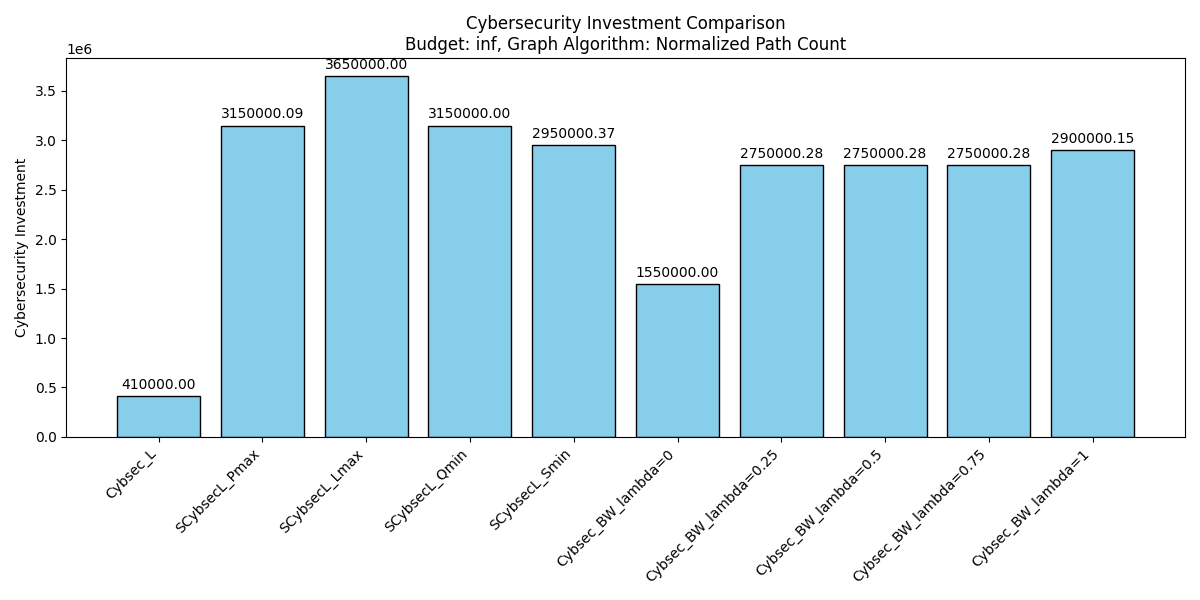 Cybersecurity Investment Comparison
Budget: inf, Graph Algorithm: Normalized Path Count
1e6
Cybersecurity Investment
3.5
3.0
2.5
2.0
1.5
1.0
0.5
0.0
410000.00
3150000.09
3650000.00
3150000.00
2950000.37
1550000.00
2750000.28
2750000.28
2750000.28
2900000.15
Cybsec_L
SCybsecL_Pmax
SCybsecL_Lmax
SCybsecL_Qmin
SCybsecL_Smin
Cybsec_BW_lambda=0
Cybsec_BW_lambda=0.25
Cybsec_BW_lambda=0.5
Cybsec_BW_lambda=0.75
Cybsec_BW_lambda=1